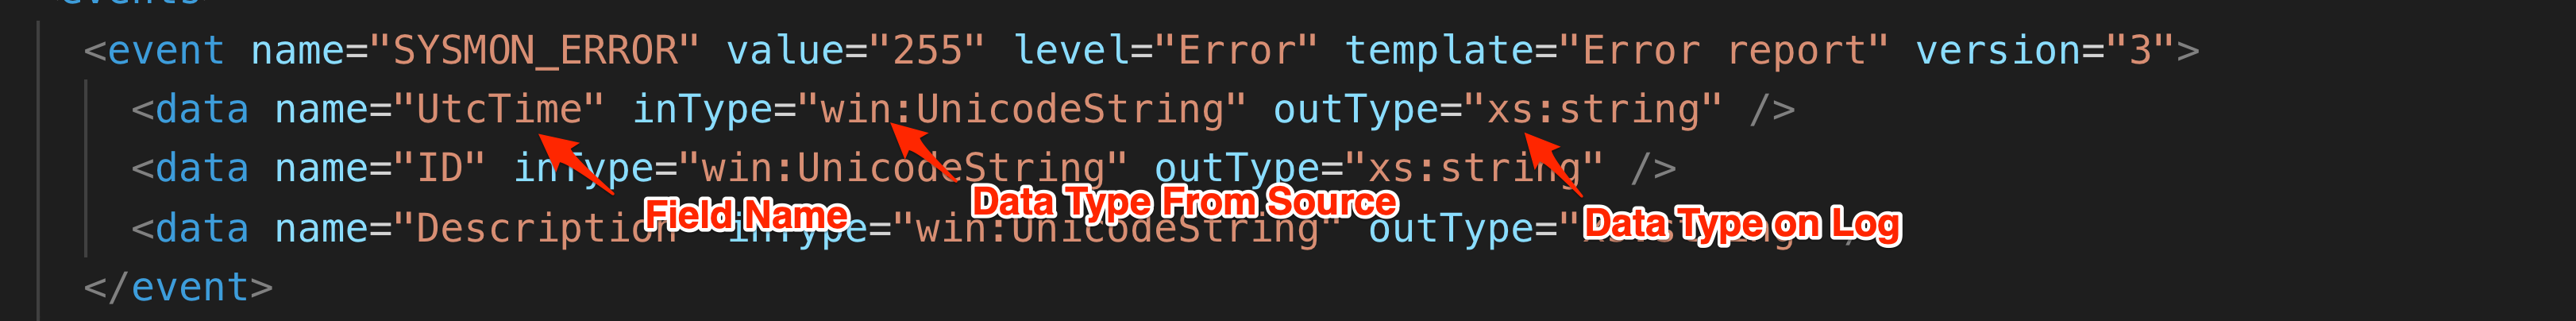 events
<event name="SYSMON_ERROR" value="255" level="Error" template="Error report" version="3">
<data name="UtcTime" inType="win:UnicodeString" outType="xs:string" />
<data name="ID" inType="win:UnicodeString" outType="xs:string" />
Field Name
Data Type From Source
Data Type on Log
<data name="Description" inType="win:UnicodeString" outType="
</event>